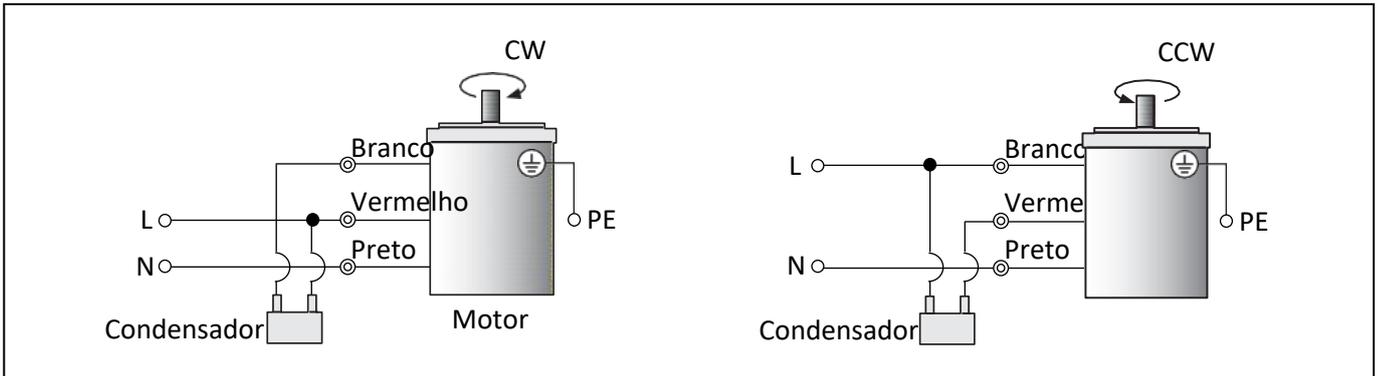 CW
Branco
Vermelho
L
PE
Preto
N
Condensador
Motor
CCW
Branco
L
Verme
PE
Preto
N
Condensador